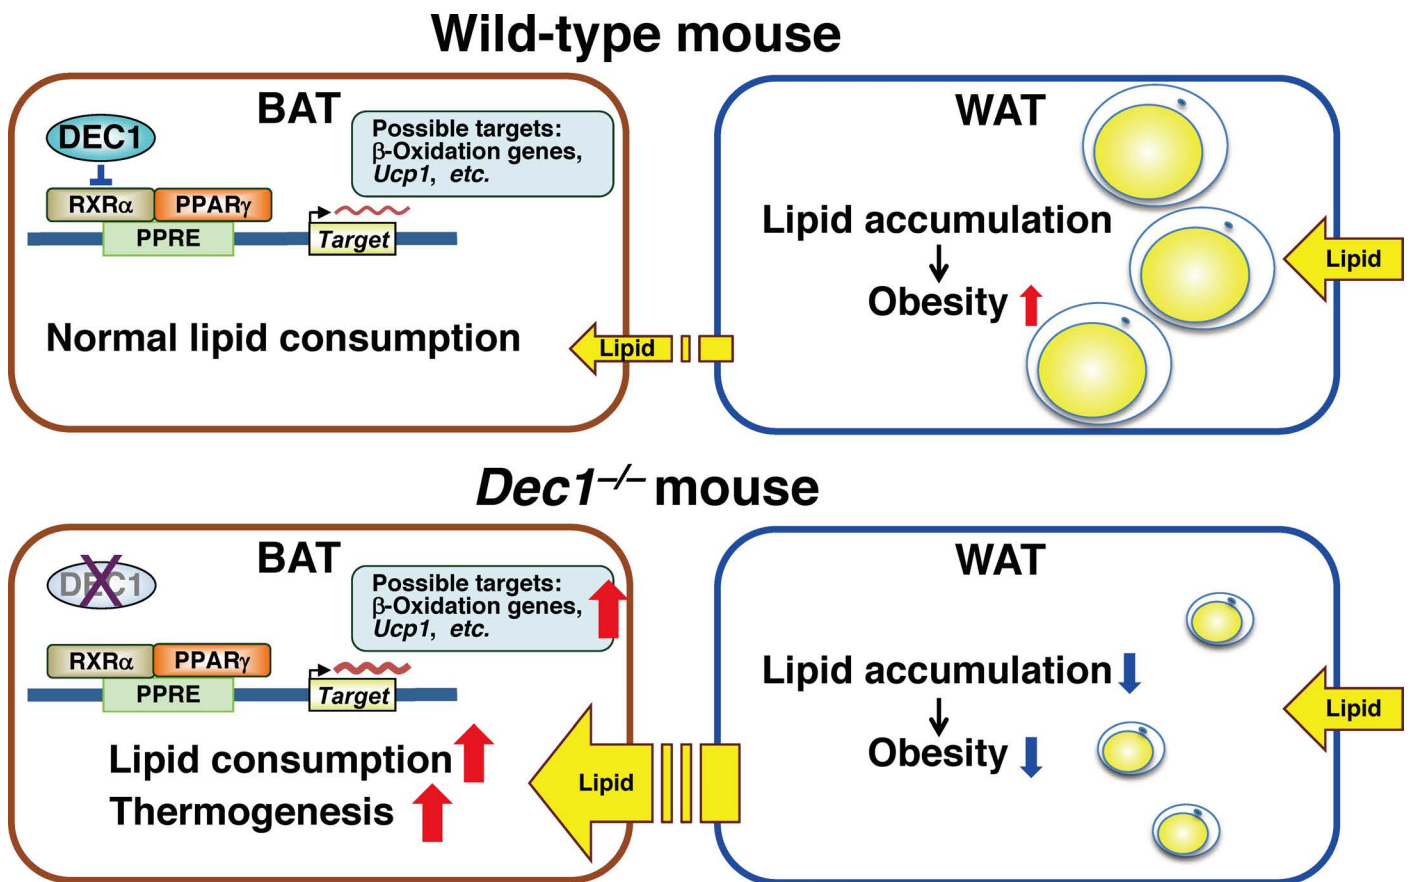 Wild-type mouse
BAT
DEC1
Possible targets:
β-Oxidation genes,
Ucp1, etc.
RXRα
PPARγ
PPRE
Target
Normal lipid consumption
Lipid
WAT
Lipid accumulation
Obesity
Lipid
Dec1–/– mouse
BAT
DEC1
Possible targets:
β-Oxidation genes,
Ucp1, etc.
RXRα
PPARγ
PPRE
Target
Lipid consumption
Thermogenesis
Lipid
WAT
Lipid accumulation
Obesity
Lipid